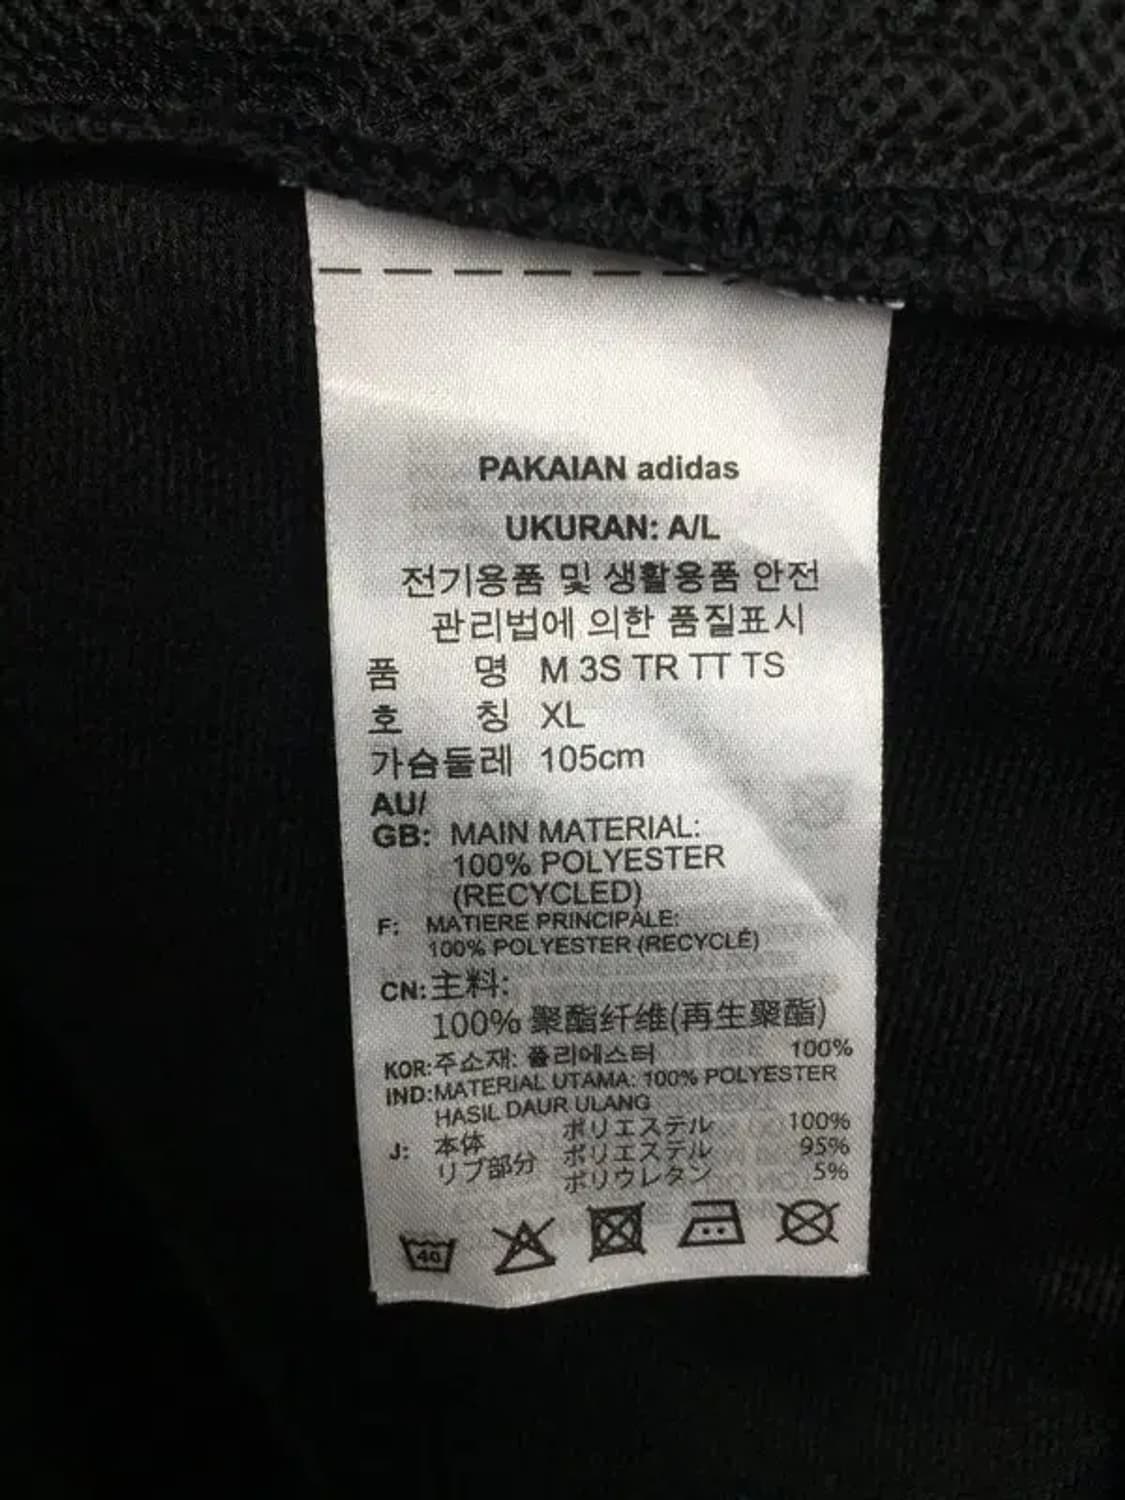 PAKAIAN adidas
UKURAN: A/L
전기용품 및 생활용품 안전
관리법에 의한 품질표시
품 명 M 3S TR TT TS
호 칭 XL
가슴둘레 105cm
AU/
GB: MAIN MATERIAL:
100% POLYESTER
(RECYCLED)
F: MATIERE PRINCIPALE:
100% POLYESTER (RECYCLÉ)
CN: 主料:
100% 聚酯纤维(再生聚酯)
KOR:주소재: 폴리에스터 100%
IND:MATERIAL UTAMA: 100% POLYESTER
HASIL DAUR ULANG
J: 本体 ポリエステル 100%
リブ部分 ポリエステル 95%
ポリウレタン 5%
40